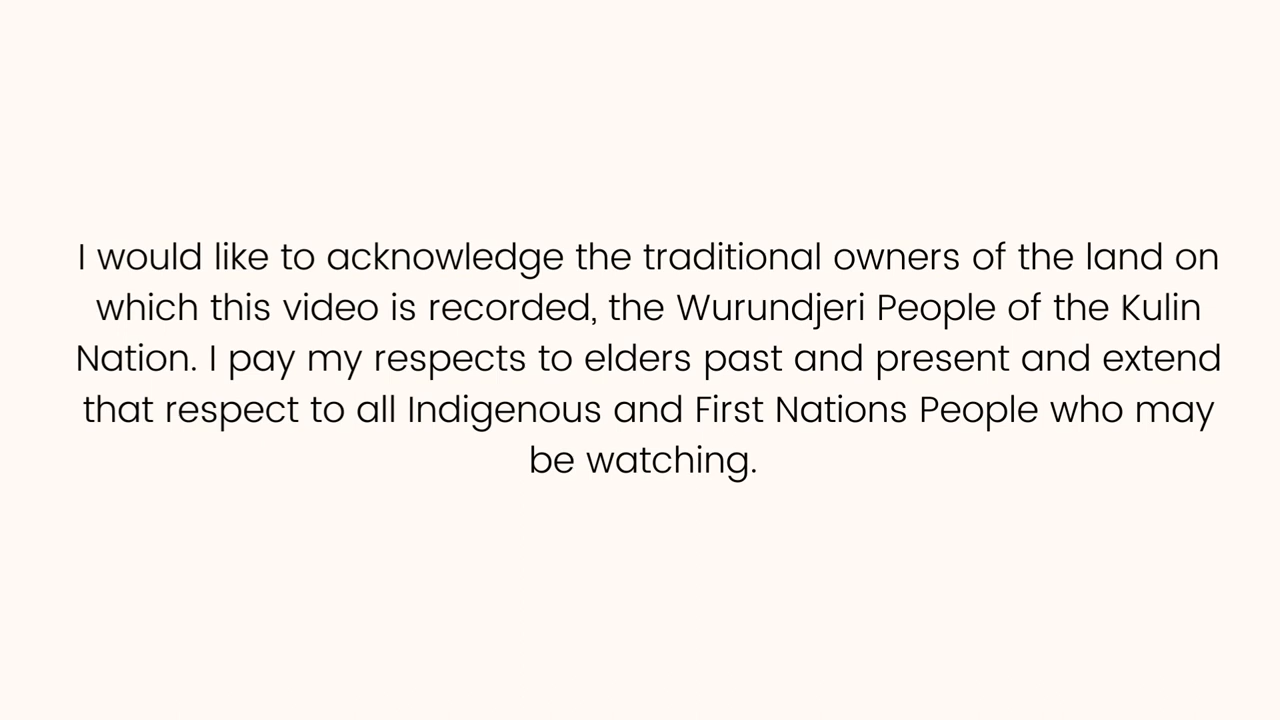 I would like to acknowledge the traditional owners of the land on
which this video is recorded, the Wurundjeri People of the Kulin
Nation. I pay my respects to elders past and present and extend
that respect to all Indigenous and First Nations People who may
be watching.